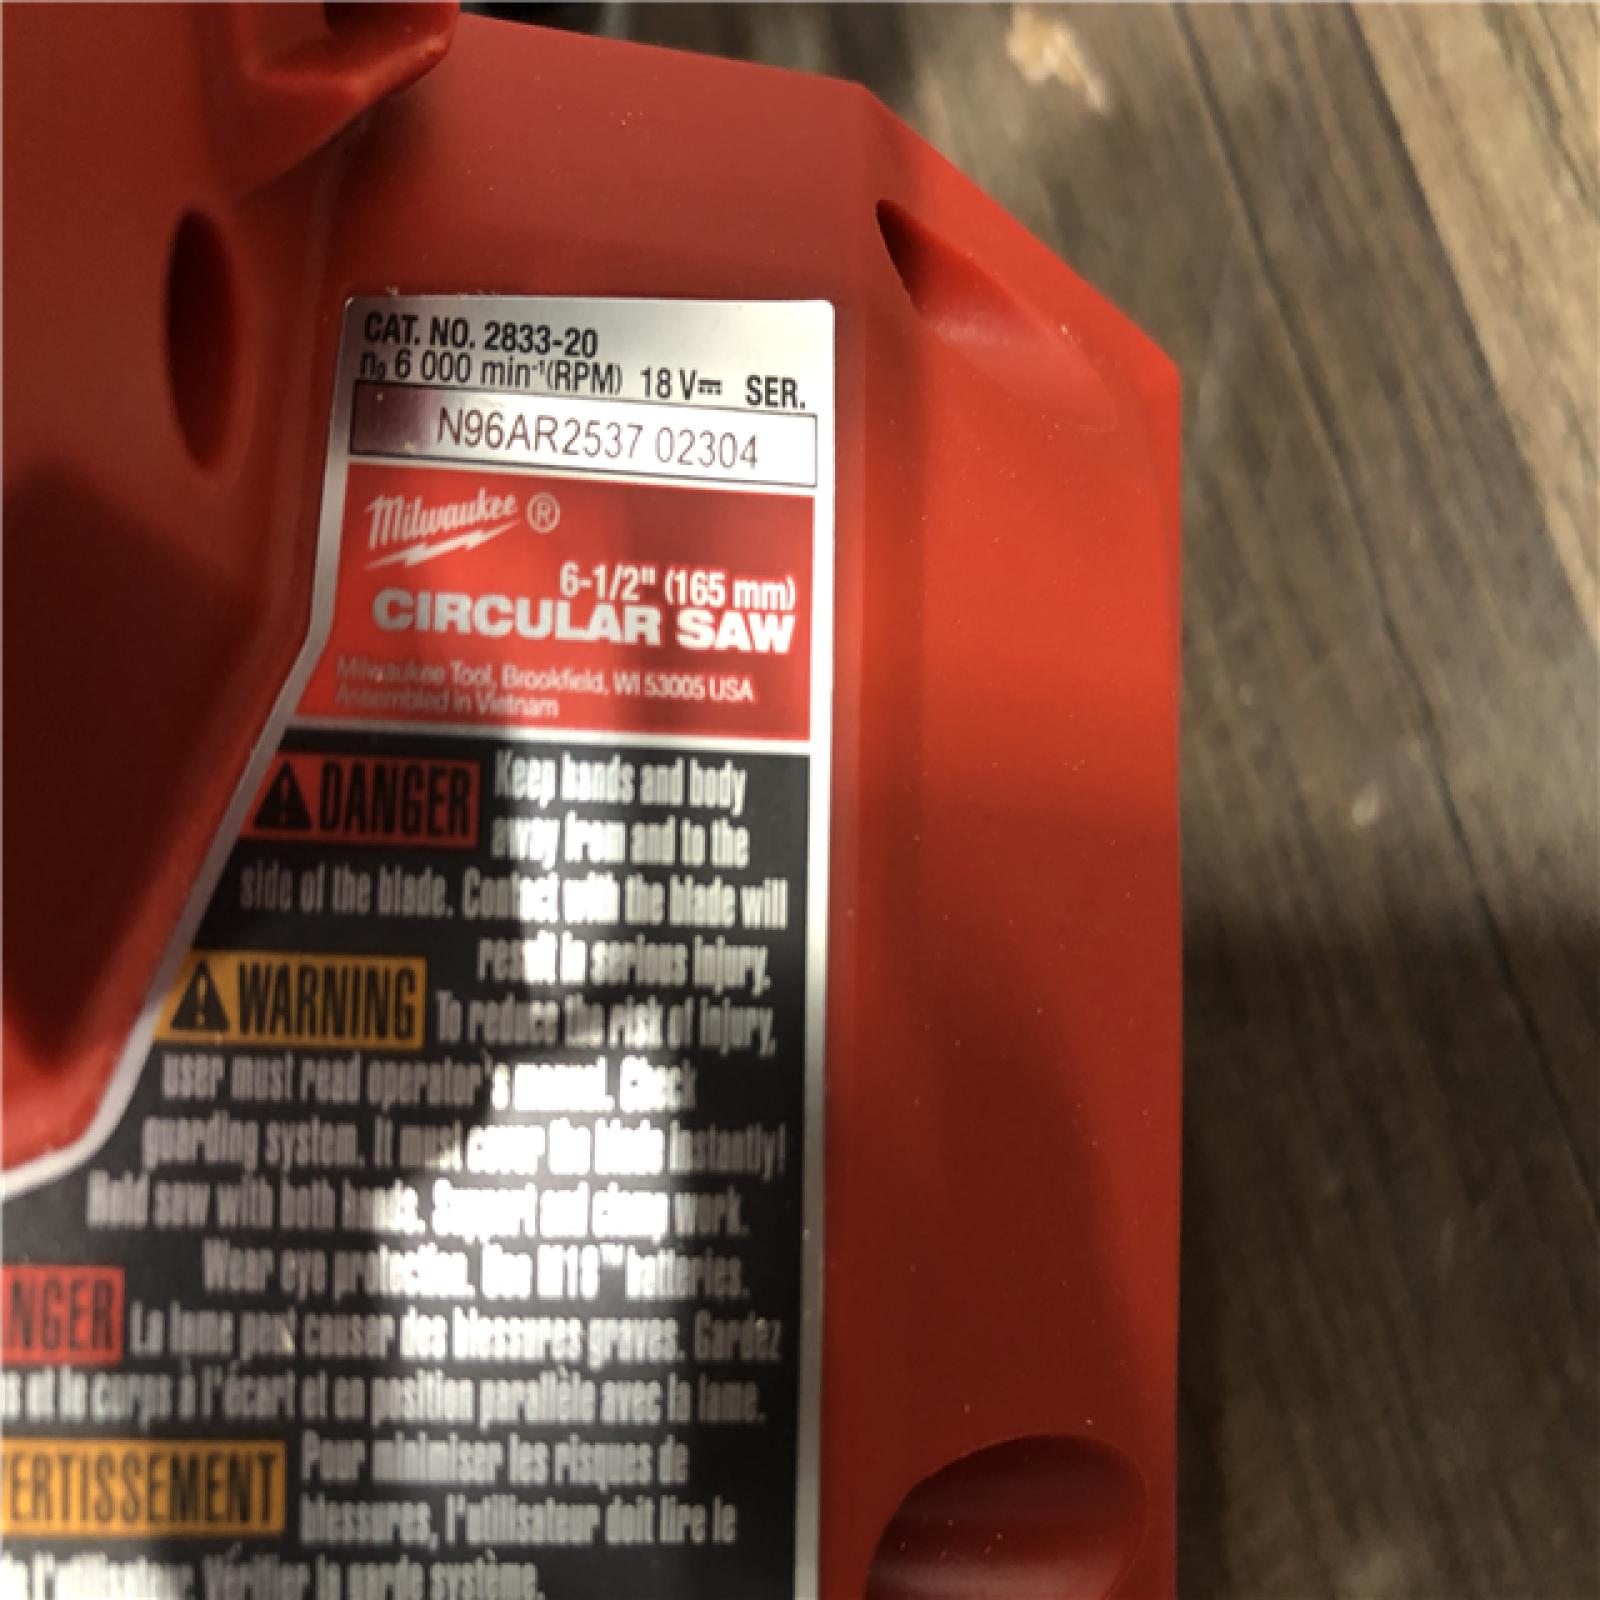 CAT. NO. 2833-20
n₀ 6 000 min⁻¹(RPM) 18 V⎓ SER.
N96AR2537 02304
Milwaukee ®
6-1/2" (165 mm)
CIRCULAR SAW
Milwaukee Tool, Brookfield, WI 53005 USA
Assembled in Vietnam
DANGER Keep hands and body
away from and to the
side of the blade. Contact with the blade will
result in serious injury.
WARNING To reduce the risk of injury,
user must read operator's manual. Check
guarding system. It must cover the blade instantly!
Hold saw with both hands. Support and clamp work.
Wear eye protection. Use M18™ batteries.
NGER La lame peut causer des blessures graves. Gardez
s et le corps à l'écart et en position parallèle avec la lame.
VERTISSEMENT Pour minimiser les risques de
blessures, l'utilisateur doit lire le
l'utilisateur. Vérifier le garde système.